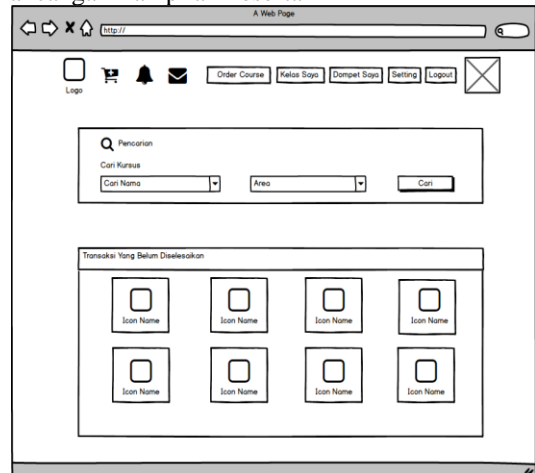 A Web Page
http://
Logo
Order Course
Kelas Saya
Dompet Saya
Setting
Logout
Pencarian
Cari Kursus
Cari Nama
Area
Cari
Transaksi Yang Belum Diselesaikan
Icon Name
Icon Name
Icon Name
Icon Name
Icon Name
Icon Name
Icon Name
Icon Name